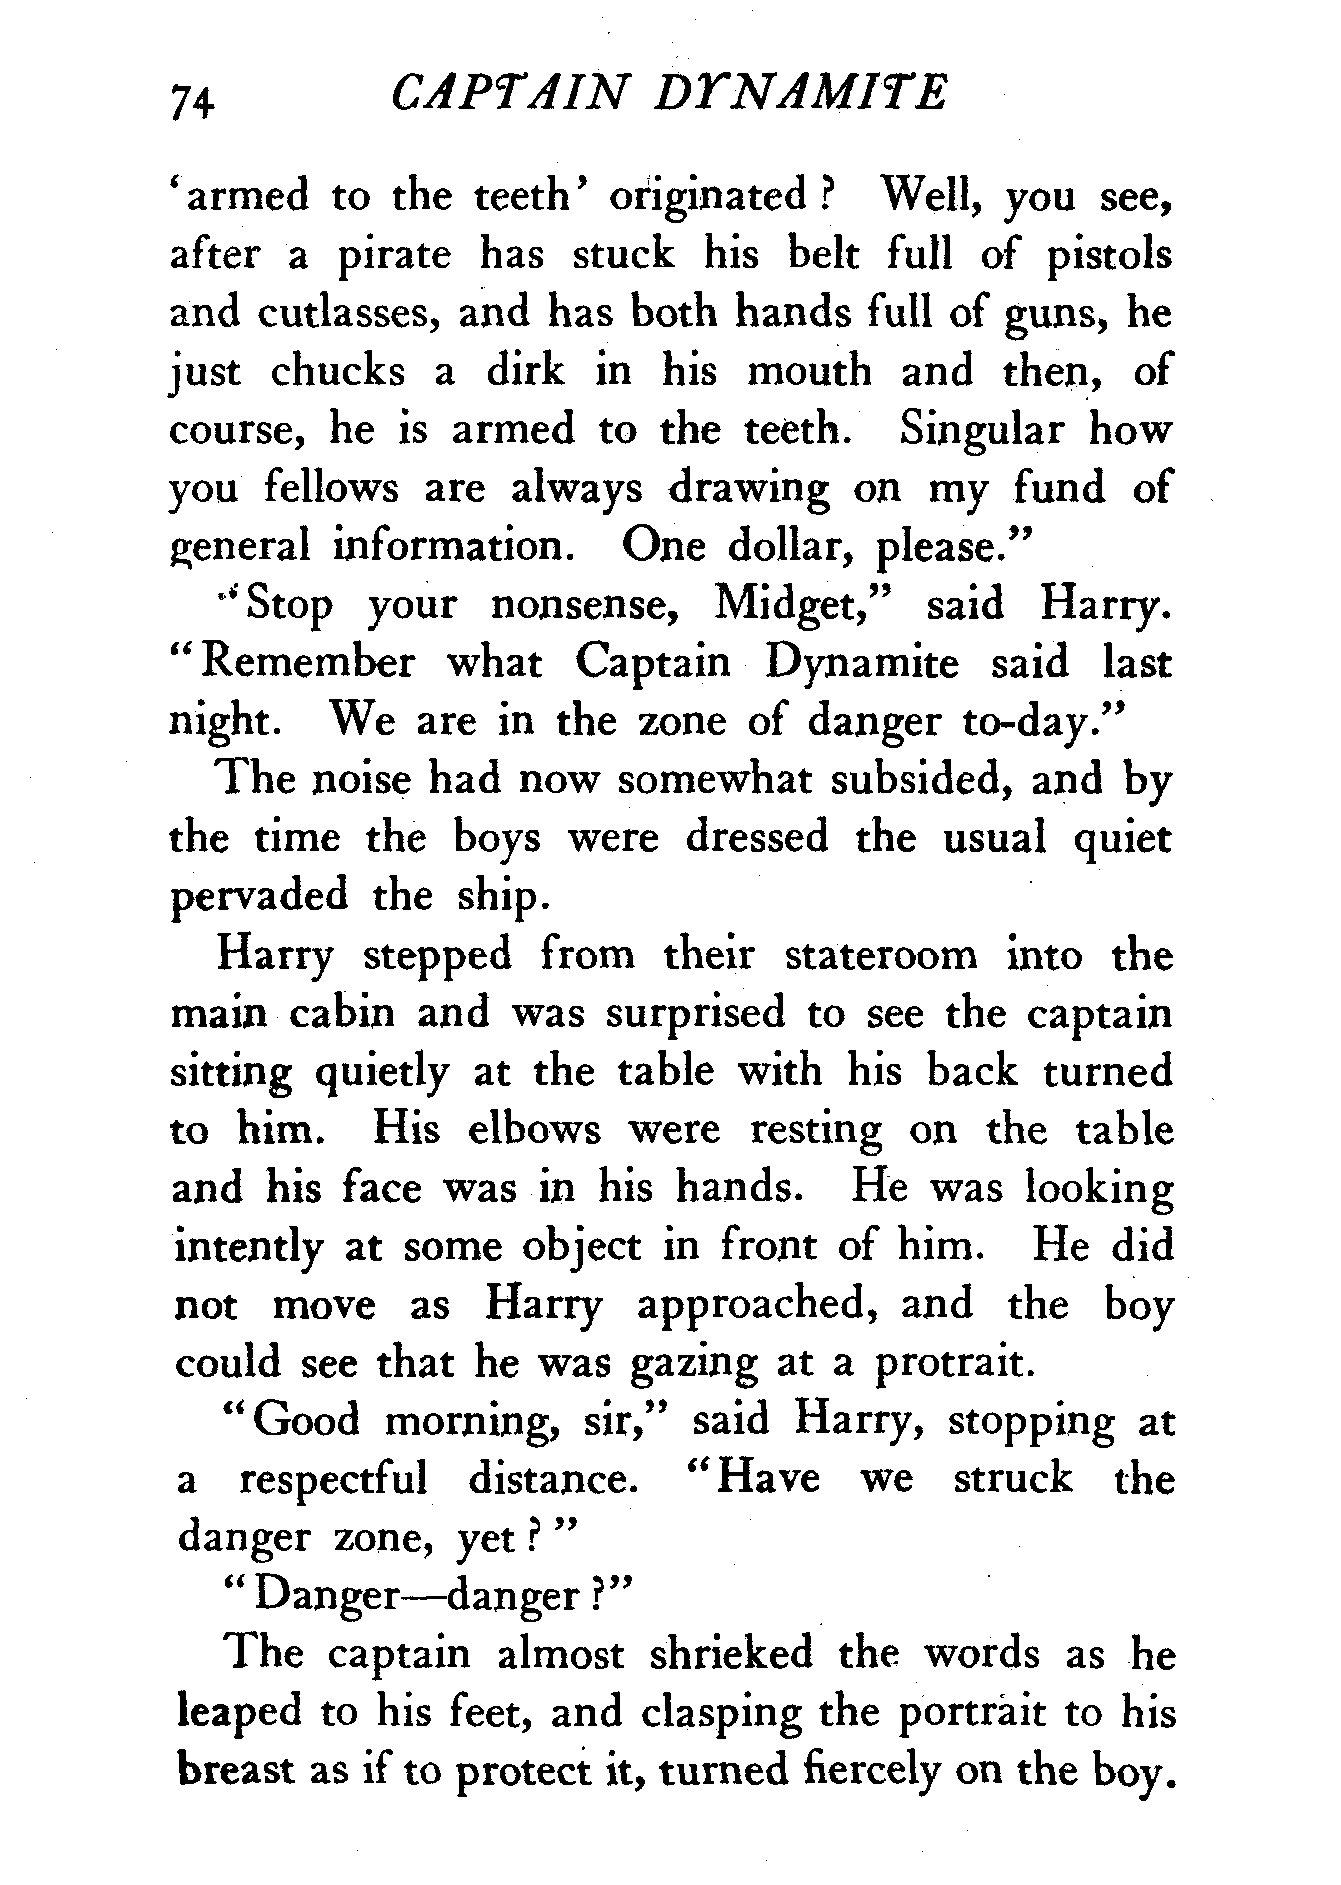 74 CAPTAIN DYNAMITE
'armed to the teeth' originated? Well, you see,
after a pirate has stuck his belt full of pistols
and cutlasses, and has both hands full of guns, he
just chucks a dirk in his mouth and then, of
course, he is armed to the teeth. Singular how
you fellows are always drawing on my fund of
general information. One dollar, please."
"Stop your nonsense, Midget," said Harry.
"Remember what Captain Dynamite said last
night. We are in the zone of danger to-day."
The noise had now somewhat subsided, and by
the time the boys were dressed the usual quiet
pervaded the ship.
Harry stepped from their stateroom into the
main cabin and was surprised to see the captain
sitting quietly at the table with his back turned
to him. His elbows were resting on the table
and his face was in his hands. He was looking
intently at some object in front of him. He did
not move as Harry approached, and the boy
could see that he was gazing at a protrait.
"Good morning, sir," said Harry, stopping at
a respectful distance. "Have we struck the
danger zone, yet?"
"Danger—danger?"
The captain almost shrieked the words as he
leaped to his feet, and clasping the portrait to his
breast as if to protect it, turned fiercely on the boy.